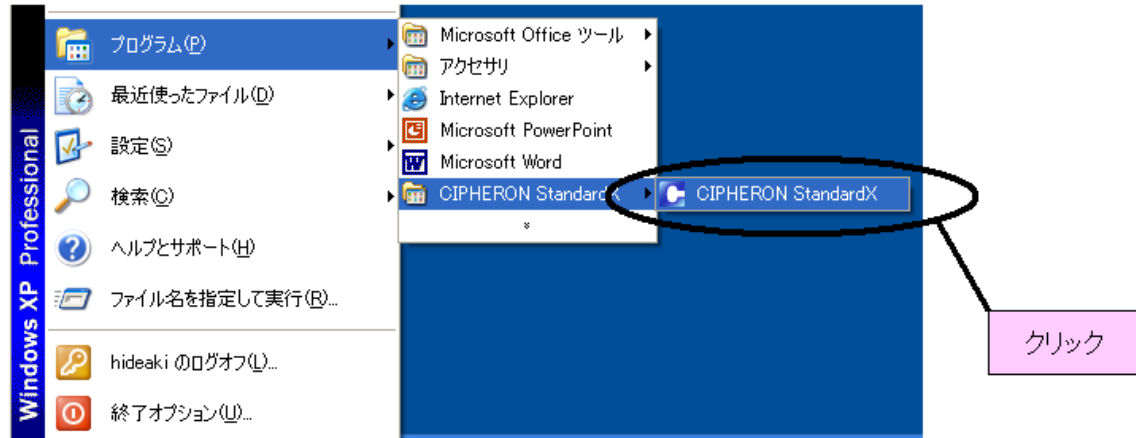 Windows XP Professional
プログラム(P)
最近使ったファイル(D)
設定(S)
検索(C)
ヘルプとサポート(H)
ファイル名を指定して実行(R)...
hideaki のログオフ(L)...
終了オプション(U)...
Microsoft Office ツール
アクセサリ
Internet Explorer
Microsoft PowerPoint
Microsoft Word
CIPHERON StandardX
CIPHERON StandardX
クリック